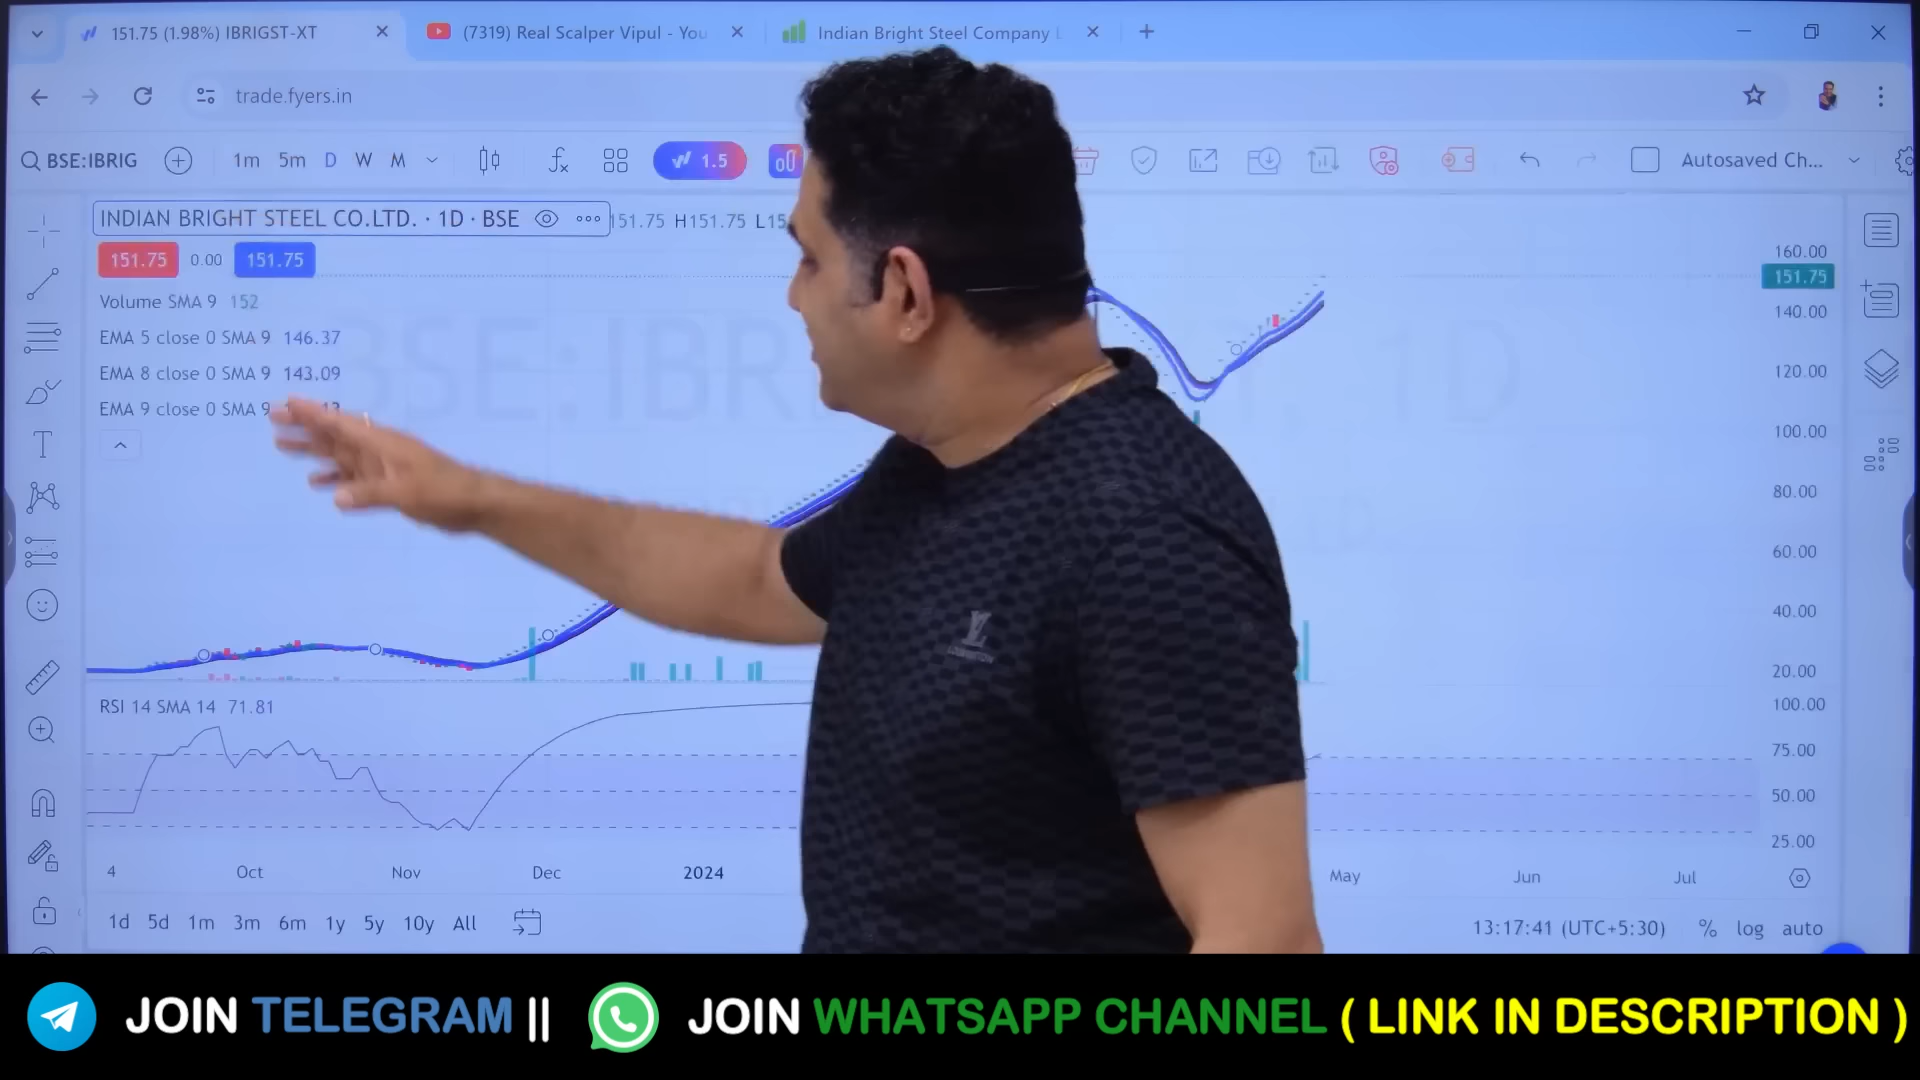 151.75 (1.98%) IBRIGST-XT
(7319) Real Scalper Vipul - You
Indian Bright Steel Company L
trade.fyers.in
BSE:IBRIG
1m 5m D W M
1.5
Autosaved Ch...
INDIAN BRIGHT STEEL CO.LTD. · 1D · BSE
151.75 H151.75 L15
151.75 0.00 151.75
Volume SMA 9 152
EMA 5 close 0 SMA 9 146.37
EMA 8 close 0 SMA 9 143.09
EMA 9 close 0 SMA 9
160.00
151.75
140.00
120.00
100.00
80.00
60.00
40.00
20.00
RSI 14 SMA 14 71.81
100.00
75.00
50.00
25.00
4 Oct Nov Dec 2024 May Jun Jul
1d 5d 1m 3m 6m 1y 5y 10y All
13:17:41 (UTC+5:30) % log auto
JOIN TELEGRAM || JOIN WHATSAPP CHANNEL ( LINK IN DESCRIPTION )